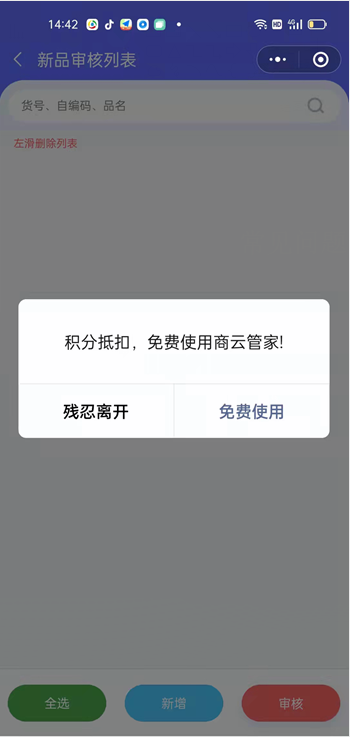 14:42
HD 4G
新品审核列表
货号、自编码、品名
左滑删除列表
积分抵扣，免费使用商云管家!
残忍离开
免费使用
全选
新增
审核